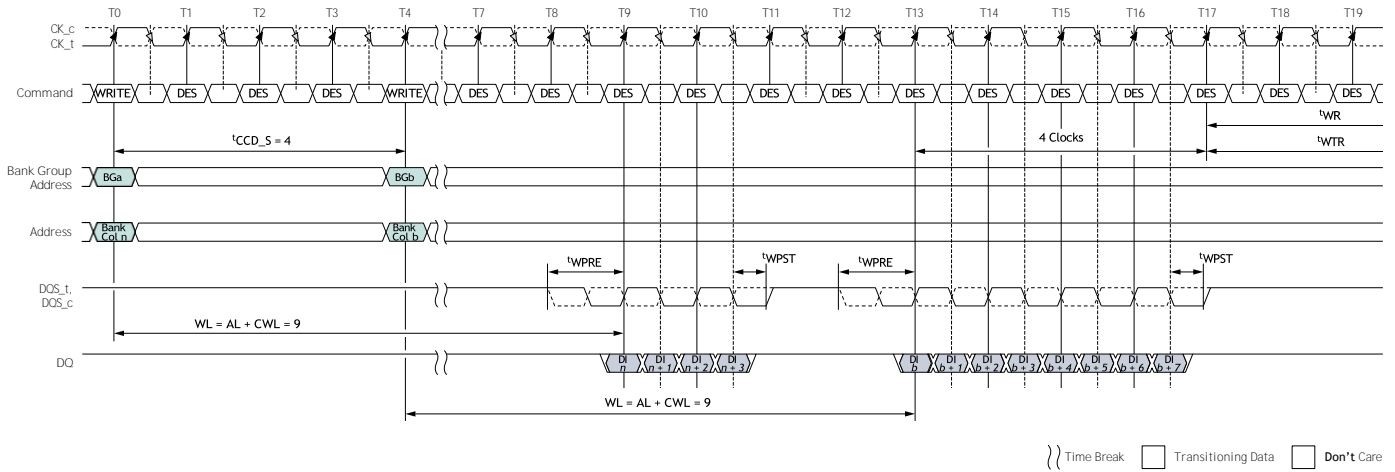 T0 T1 T2 T3 T4 T7 T8 T9 T10 T11 T12 T13 T14 T15 T16 T17 T18 T19
CK_c
CK_t
Command WRITE DES DES DES WRITE DES DES DES DES DES DES DES DES DES DES DES DES DES
tWR
tCCD_S = 4 4 Clocks tWTR
Bank Group
Address BGa BGb
Address Bank Col n Bank Col b
tWPRE tWPST tWPRE tWPST
DQS_t,
DQS_c
WL = AL + CWL = 9
DQ DI n DI n + 1 DI n + 2 DI n + 3 DI b DI b + 1 DI b + 2 DI b + 3 DI b + 4 DI b + 5 DI b + 6 DI b + 7
WL = AL + CWL = 9
Time Break Transitioning Data Don't Care